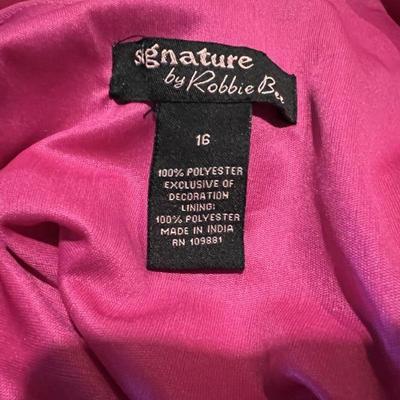 signature
by Robbie Bee
16
100% POLYESTER
EXCLUSIVE OF
DECORATION
LINING:
100% POLYESTER
MADE IN INDIA
RN 109881